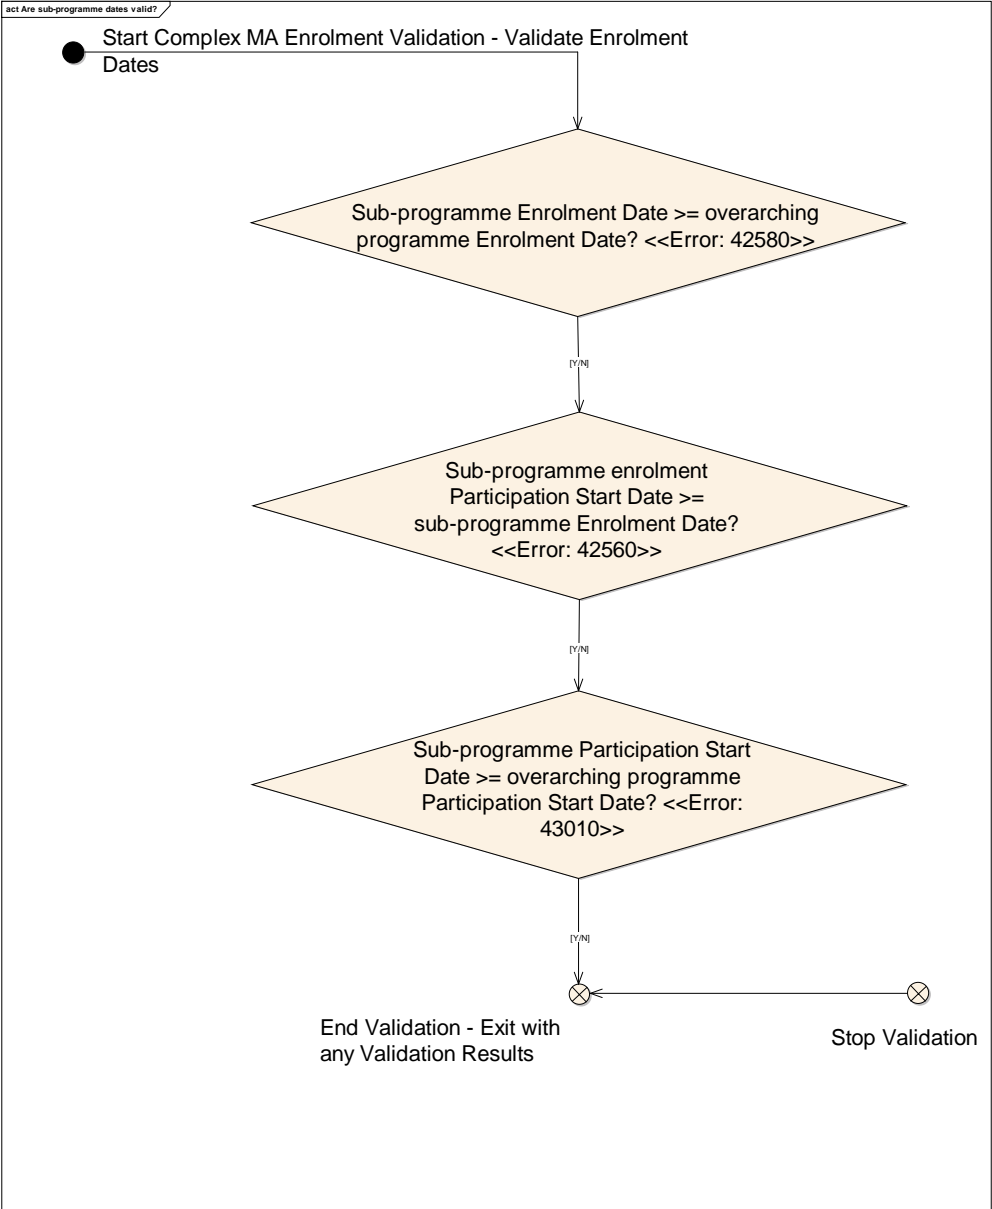 act Are sub-programme dates valid?
Start Complex MA Enrolment Validation - Validate Enrolment
Dates
Sub-programme Enrolment Date >= overarching
programme Enrolment Date? <<Error: 42580>>
[Y/N]
Sub-programme enrolment
Participation Start Date >=
sub-programme Enrolment Date?
<<Error: 42560>>
[Y/N]
Sub-programme Participation Start
Date >= overarching programme
Participation Start Date? <<Error:
43010>>
[Y/N]
End Validation - Exit with
any Validation Results
Stop Validation